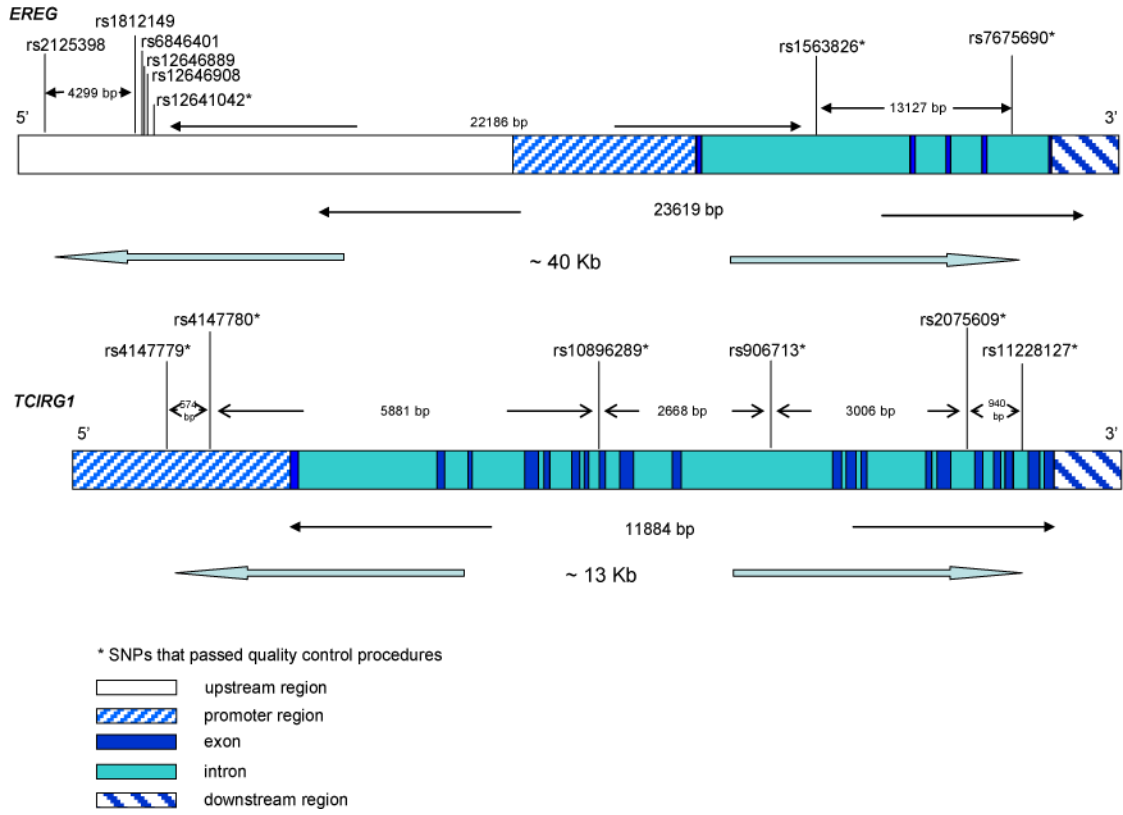 EREG
rs1812149
rs2125398
rs6846401
rs12646889
rs12646908
rs12641042*
rs1563826*
rs7675690*
4299 bp
22186 bp
13127 bp
5’
3’
23619 bp
~ 40 Kb
rs4147780*
rs4147779*
rs10896289*
rs906713*
rs2075609*
rs11228127*
TCIRG1
574 bp
5881 bp
2668 bp
3006 bp
940 bp
5’
3’
11884 bp
~ 13 Kb
* SNPs that passed quality control procedures
upstream region
promoter region
exon
intron
downstream region